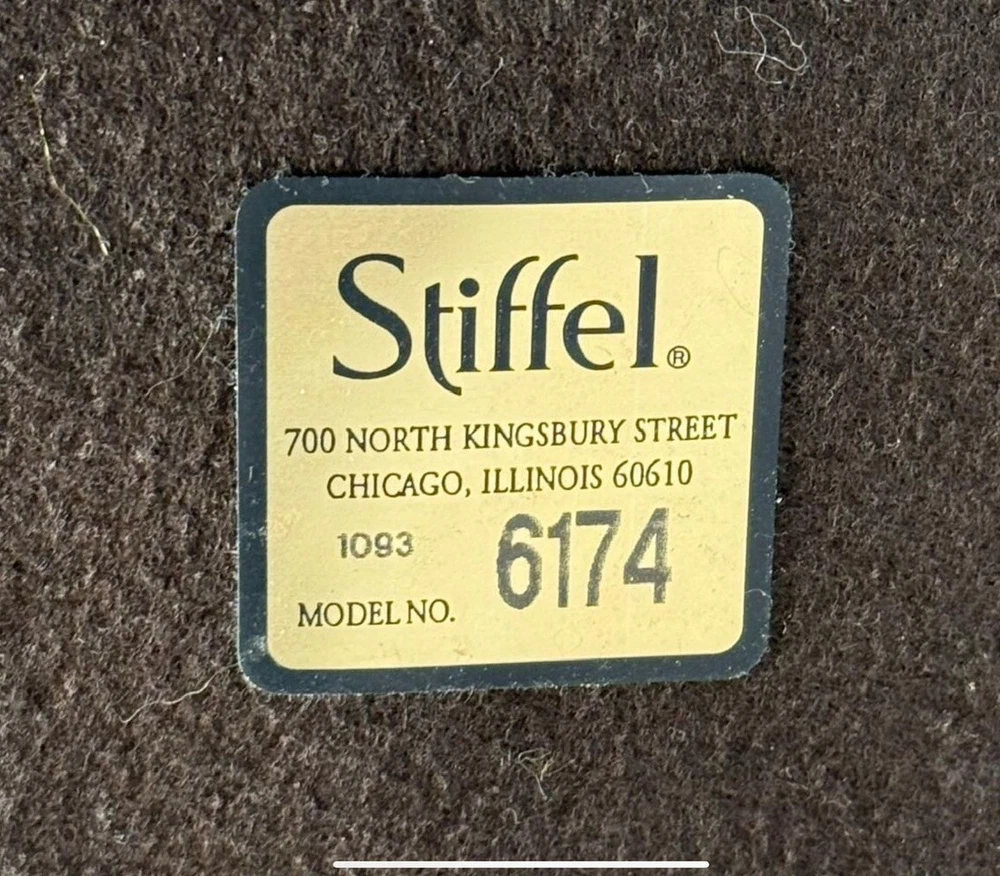 Stiffel®
700 NORTH KINGSBURY STREET
CHICAGO, ILLINOIS 60610
1093
MODEL NO. 6174